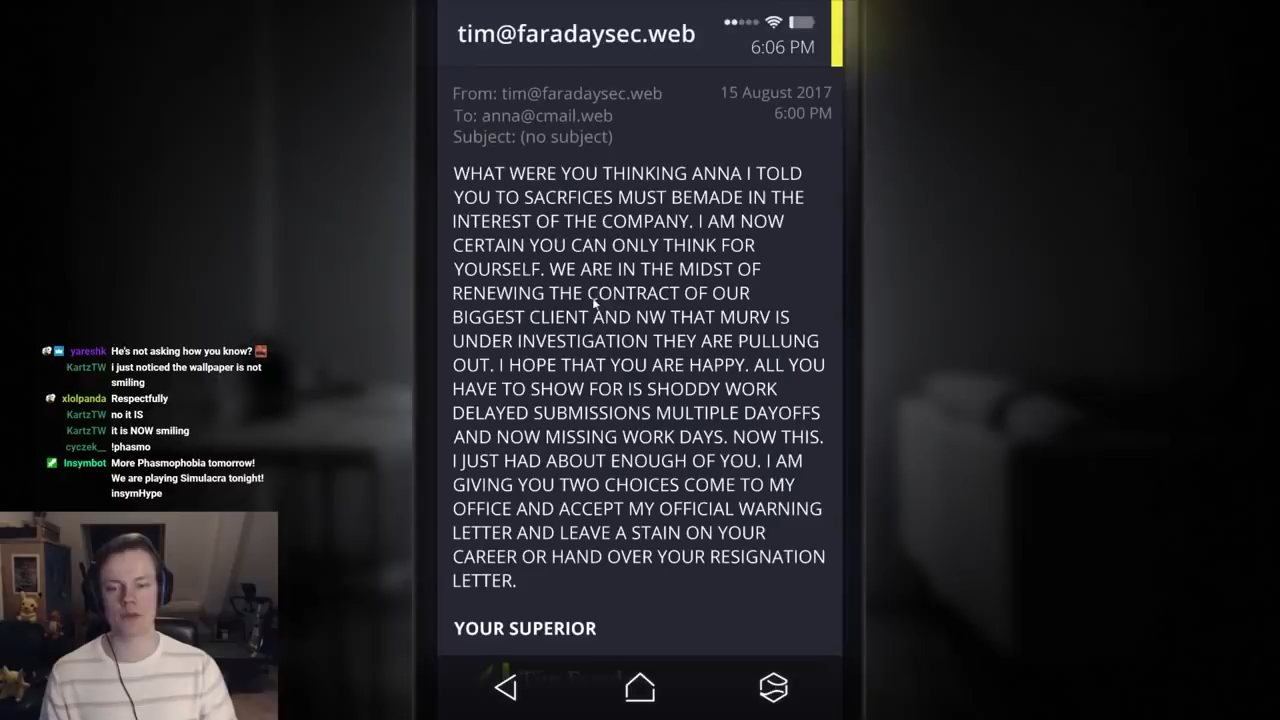 tim@faradaysec.web
6:06 PM
From: tim@faradaysec.web
15 August 2017
To: anna@cmail.web
6:00 PM
Subject: (no subject)
WHAT WERE YOU THINKING ANNA I TOLD
YOU TO SACRFICES MUST BEMADE IN THE
INTEREST OF THE COMPANY. I AM NOW
CERTAIN YOU CAN ONLY THINK FOR
YOURSELF. WE ARE IN THE MIDST OF
RENEWING THE CONTRACT OF OUR
BIGGEST CLIENT AND NW THAT MURV IS
UNDER INVESTIGATION THEY ARE PULLUNG
OUT. I HOPE THAT YOU ARE HAPPY. ALL YOU
HAVE TO SHOW FOR IS SHODDY WORK
DELAYED SUBMISSIONS MULTIPLE DAYOFFS
AND NOW MISSING WORK DAYS. NOW THIS.
I JUST HAD ABOUT ENOUGH OF YOU. I AM
GIVING YOU TWO CHOICES COME TO MY
OFFICE AND ACCEPT MY OFFICIAL WARNING
LETTER AND LEAVE A STAIN ON YOUR
CAREER OR HAND OVER YOUR RESIGNATION
LETTER.
YOUR SUPERIOR
yareshk He's not asking how you know?
KartzTW i just noticed the wallpaper is not
smiling
xlolpanda Respectfully
KartzTW no it IS
KartzTW it is NOW smiling
cyczek__ !phasmo
Insymbot More Phasmophobia tomorrow!
We are playing Simulacra tonight!
insymHype